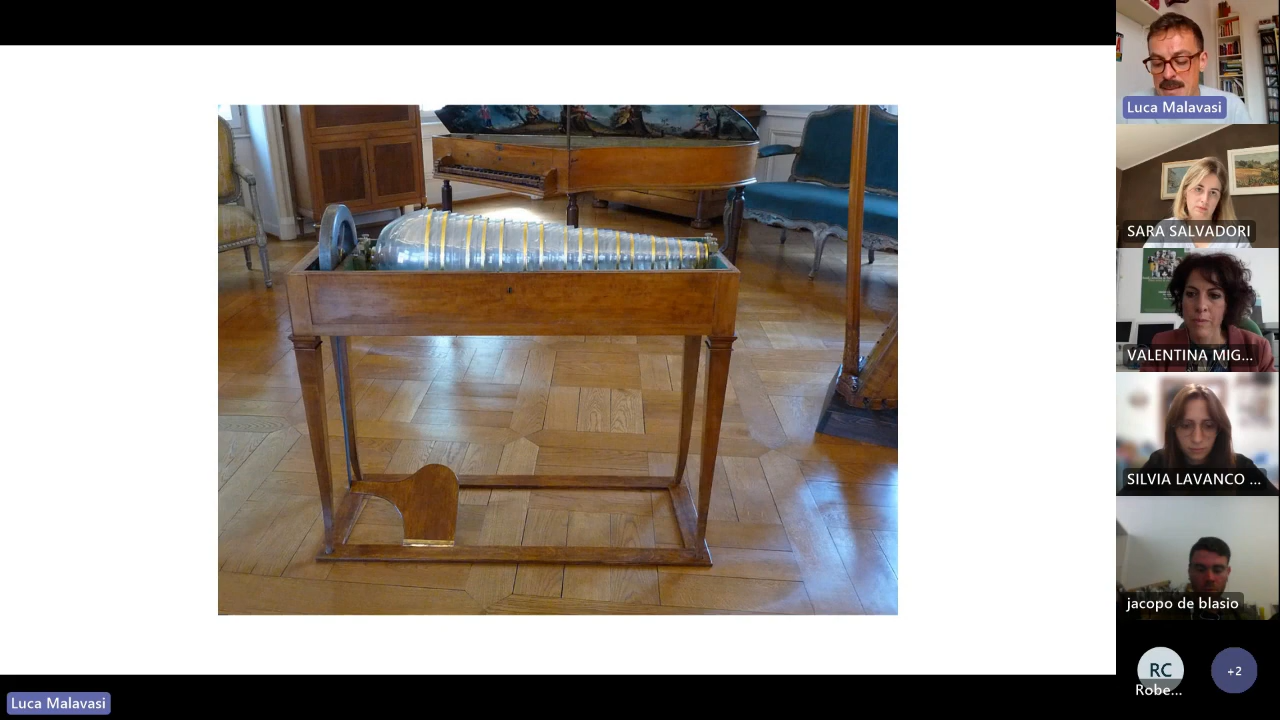 Luca Malavasi
SARA SALVADORI
VALENTINA MIG...
SILVIA LAVANCO ...
jacopo de blasio
RC
+2
Robe...
Luca Malavasi